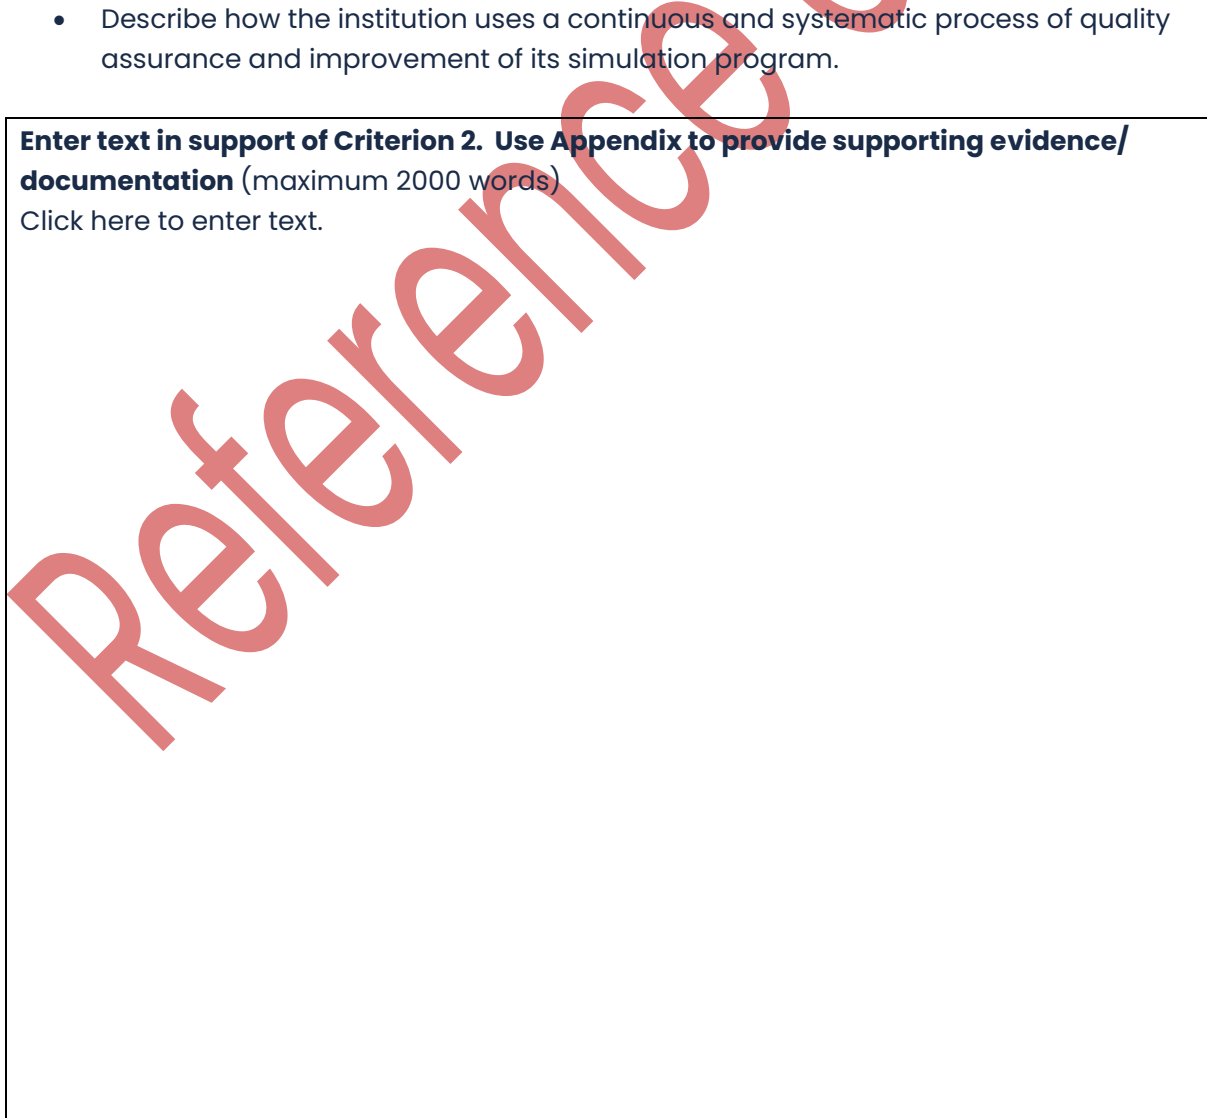 • Describe how the institution uses a continuous and systematic process of quality
assurance and improvement of its simulation program.
Enter text in support of Criterion 2.  Use Appendix to provide supporting evidence/
documentation (maximum 2000 words)
Click here to enter text.
Reference